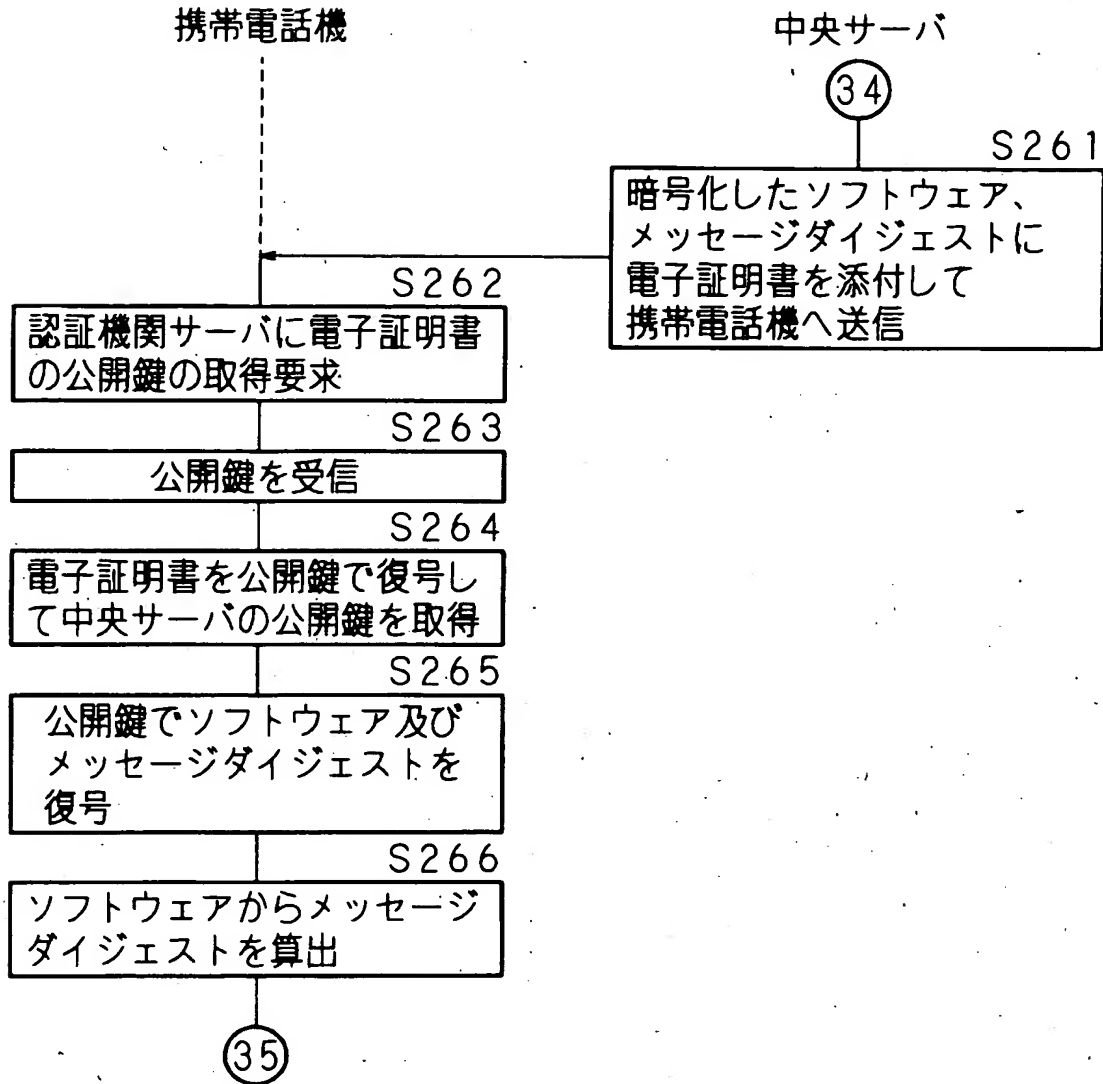 携帯電話機
中央サーバ
34
S261
暗号化したソフトウェア、
メッセージダイジェストに
電子証明書を添付して
携帯電話機へ送信
S262
認証機関サーバに電子証明書
の公開鍵の取得要求
S263
公開鍵を受信
S264
電子証明書を公開鍵で復号し
て中央サーバの公開鍵を取得
S265
公開鍵でソフトウェア及び
メッセージダイジェストを
復号
S266
ソフトウェアからメッセージ
ダイジェストを算出
35